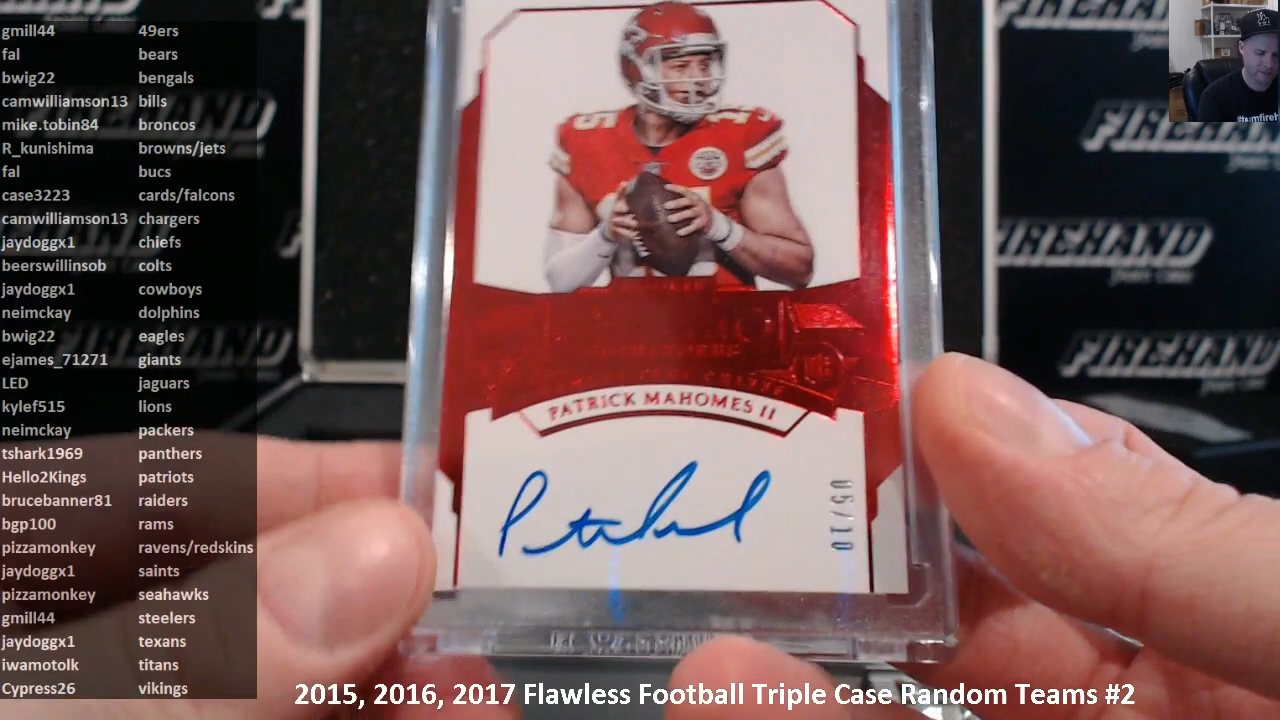 gmill44 49ers
fal bears
bwig22 bengals
camwilliamson13 bills
mike.tobin84 broncos
R_kunishima browns/jets
fal bucs
case3223 cards/falcons
camwilliamson13 chargers
jaydoggx1 chiefs
beerswillinsob colts
jaydoggx1 cowboys
neimckay dolphins
bwig22 eagles
ejames_71271 giants
LED jaguars
kylef515 lions
neimckay packers
tshark1969 panthers
Hello2Kings patriots
brucebanner81 raiders
bgp100 rams
pizzamonkey ravens/redskins
jaydoggx1 saints
pizzamonkey seahawks
gmill44 steelers
jaydoggx1 texans
iwamotolk titans
Cypress26 vikings
FIREHAND
FIREHAND
FIREHAND
15
PATRICK MAHOMES II
05/10
2015, 2016, 2017 Flawless Football Triple Case Random Teams #2